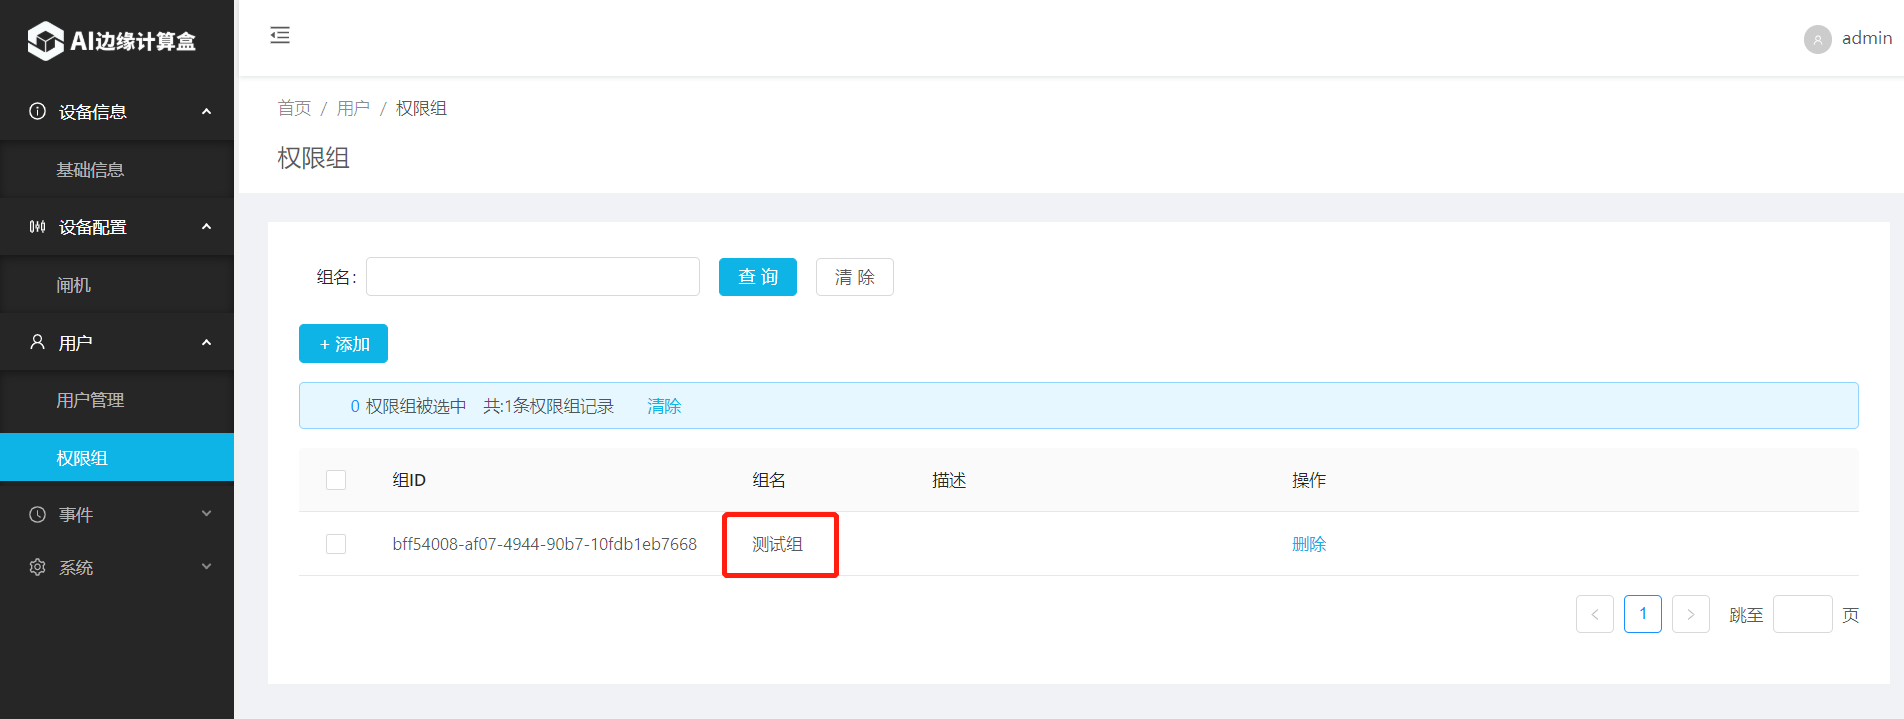 AI边缘计算盒
admin
设备信息
基础信息
设备配置
闸机
用户
用户管理
权限组
事件
系统
首页 / 用户 / 权限组
权限组
组名: 查 询 清 除
+ 添加
0 权限组被选中 共:1条权限组记录 清除
组ID 组名 描述 操作
bff54008-af07-4944-90b7-10fdb1eb7668 测试组 删除
< 1 > 跳至 页